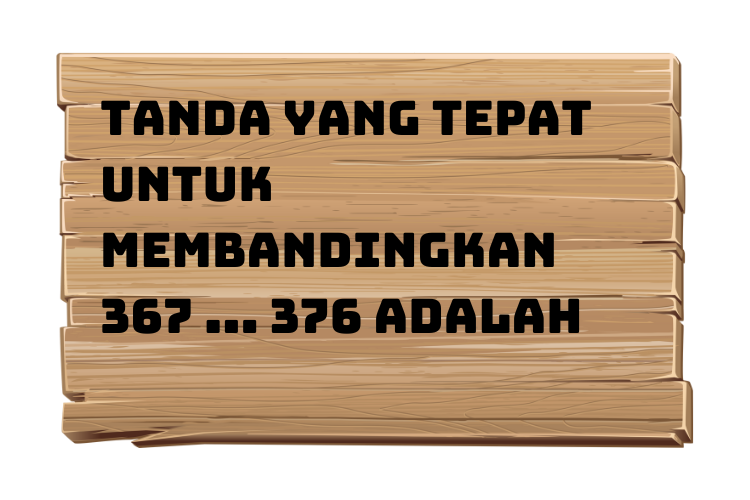 TANDA YANG TEPAT
UNTUK
MEMBANDINGKAN
367 ... 376 ADALAH